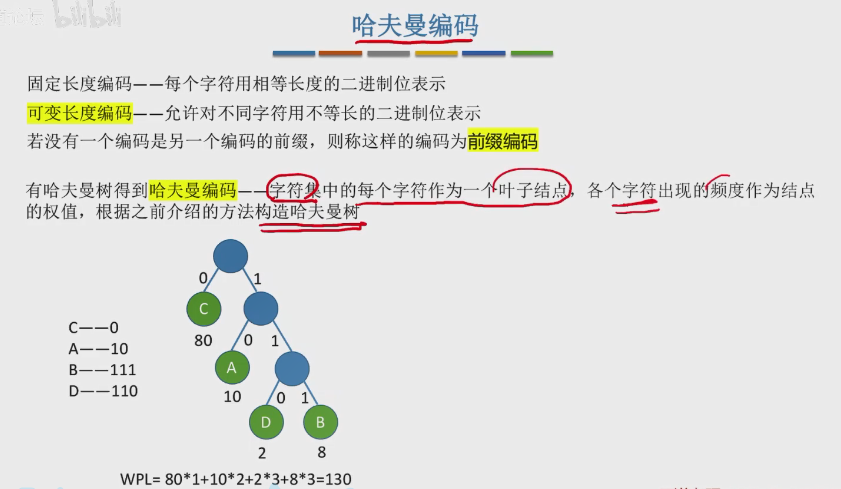 bilibili
哈夫曼编码
固定长度编码——每个字符用相等长度的二进制位表示
可变长度编码——允许对不同字符用不等长的二进制位表示
若没有一个编码是另一个编码的前缀，则称这样的编码为前缀编码
有哈夫曼树得到哈夫曼编码——字符集中的每个字符作为一个叶子结点，各个字符出现的频度作为结点
的权值，根据之前介绍的方法构造哈夫曼树
0 1
C
80 0 1
A
10 0 1
D B
2 8
C——0
A——10
B——111
D——110
WPL= 80*1+10*2+2*3+8*3=130